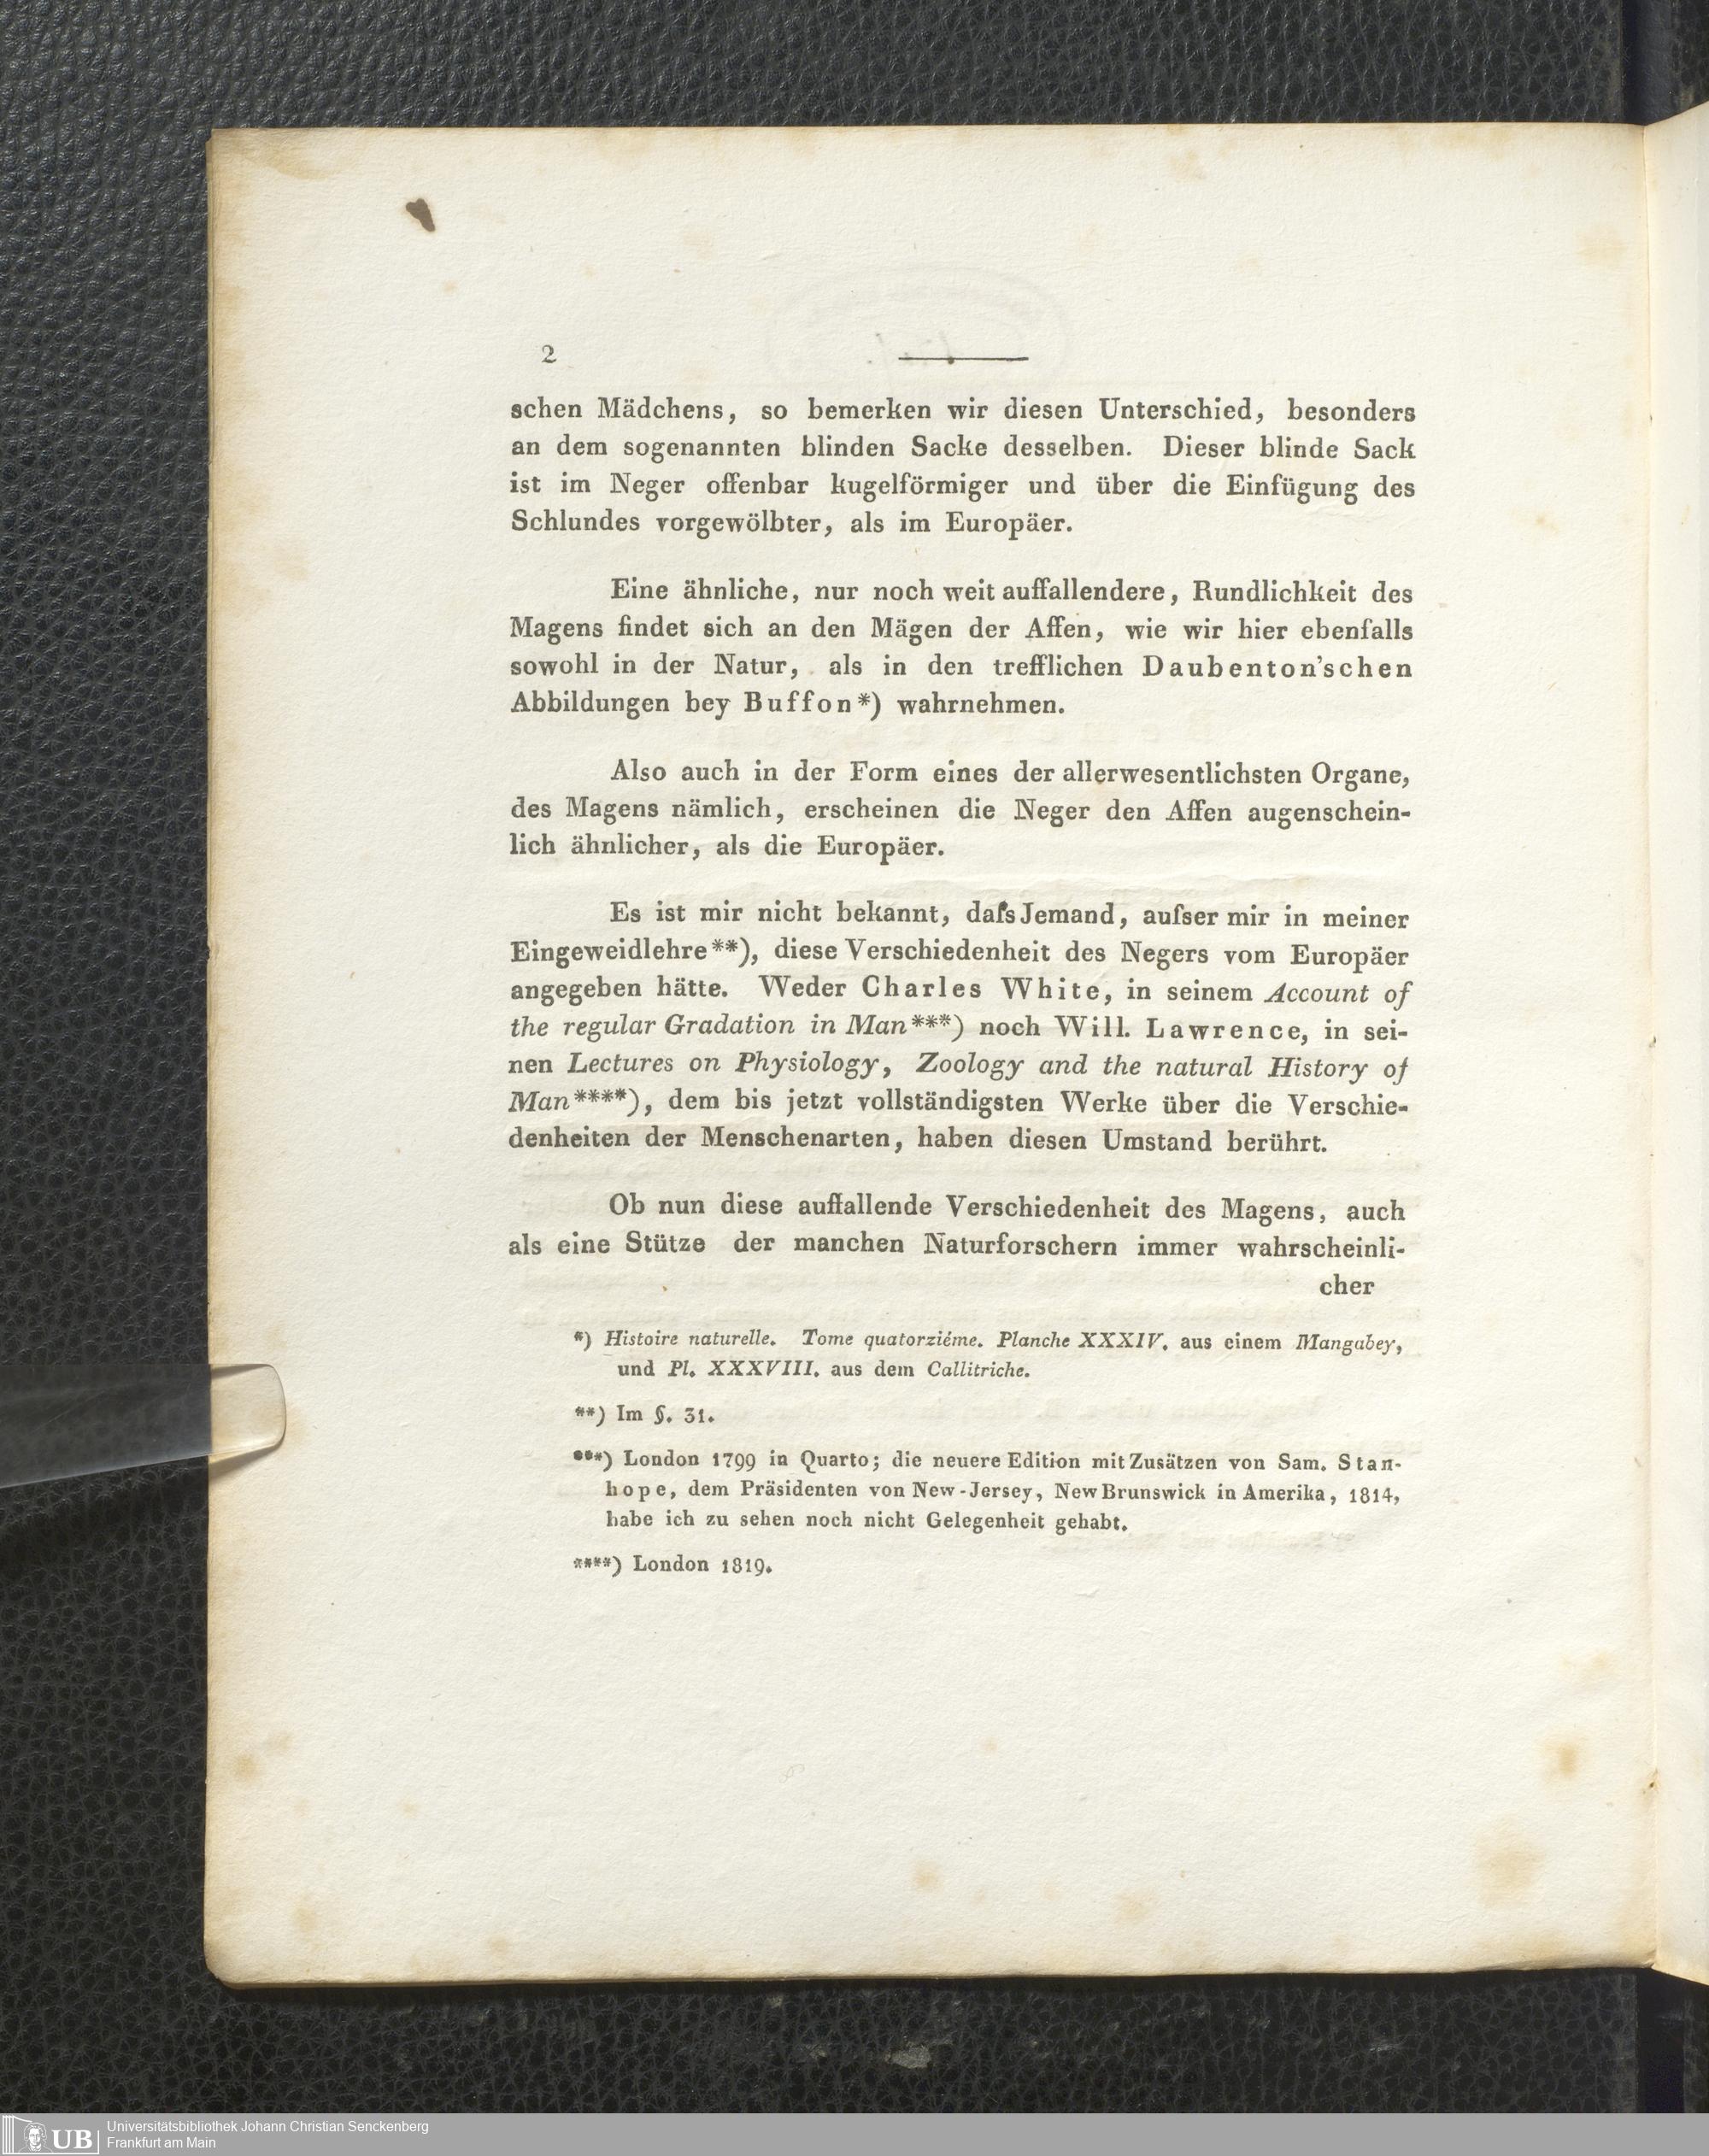 2
schen Mädchens, so bemerken wir diesen Unterschied, besonders
an dem sogenannten blinden Sacke desselben. Dieser blinde Sack
ist im Neger offenbar kugelförmiger und über die Einfügung des
Schlundes vorgewölbter, als im Europäer.
Eine ähnliche, nur noch weit auffallendere, Rundlichkeit des
Magens findet sich an den Mägen der Affen, wie wir hier ebenfalls
sowohl in der Natur, als in den trefflichen Daubenton'schen
Abbildungen bey Buffon*) wahrnehmen.
Also auch in der Form eines der allerwesentlichsten Organe,
des Magens nämlich, erscheinen die Neger den Affen augenschein-
lich ähnlicher, als die Europäer.
Es ist mir nicht bekannt, daſs Jemand, auſser mir in meiner
Eingeweidlehre**), diese Verschiedenheit des Negers vom Europäer
angegeben hätte. Weder Charles White, in seinem Account of
the regular Gradation in Man***) noch Will. Lawrence, in sei-
nen Lectures on Physiology, Zoology and the natural History of
Man****), dem bis jetzt vollständigsten Werke über die Verschie-
denheiten der Menschenarten, haben diesen Umstand berührt.
Ob nun diese auffallende Verschiedenheit des Magens, auch
als eine Stütze der manchen Naturforschern immer wahrscheinli-
cher
*) Histoire naturelle. Tome quatorziéme. Planche XXXIV. aus einem Mangabey,
und Pl. XXXVIII. aus dem Callitriche.
**) Im §. 31.
***) London 1799 in Quarto; die neuere Edition mit Zusätzen von Sam. Stan-
hope, dem Präsidenten von New-Jersey, New Brunswick in Amerika, 1814,
habe ich zu sehen noch nicht Gelegenheit gehabt.
****) London 1819.
UB
Universitätsbibliothek Johann Christian Senckenberg
Frankfurt am Main